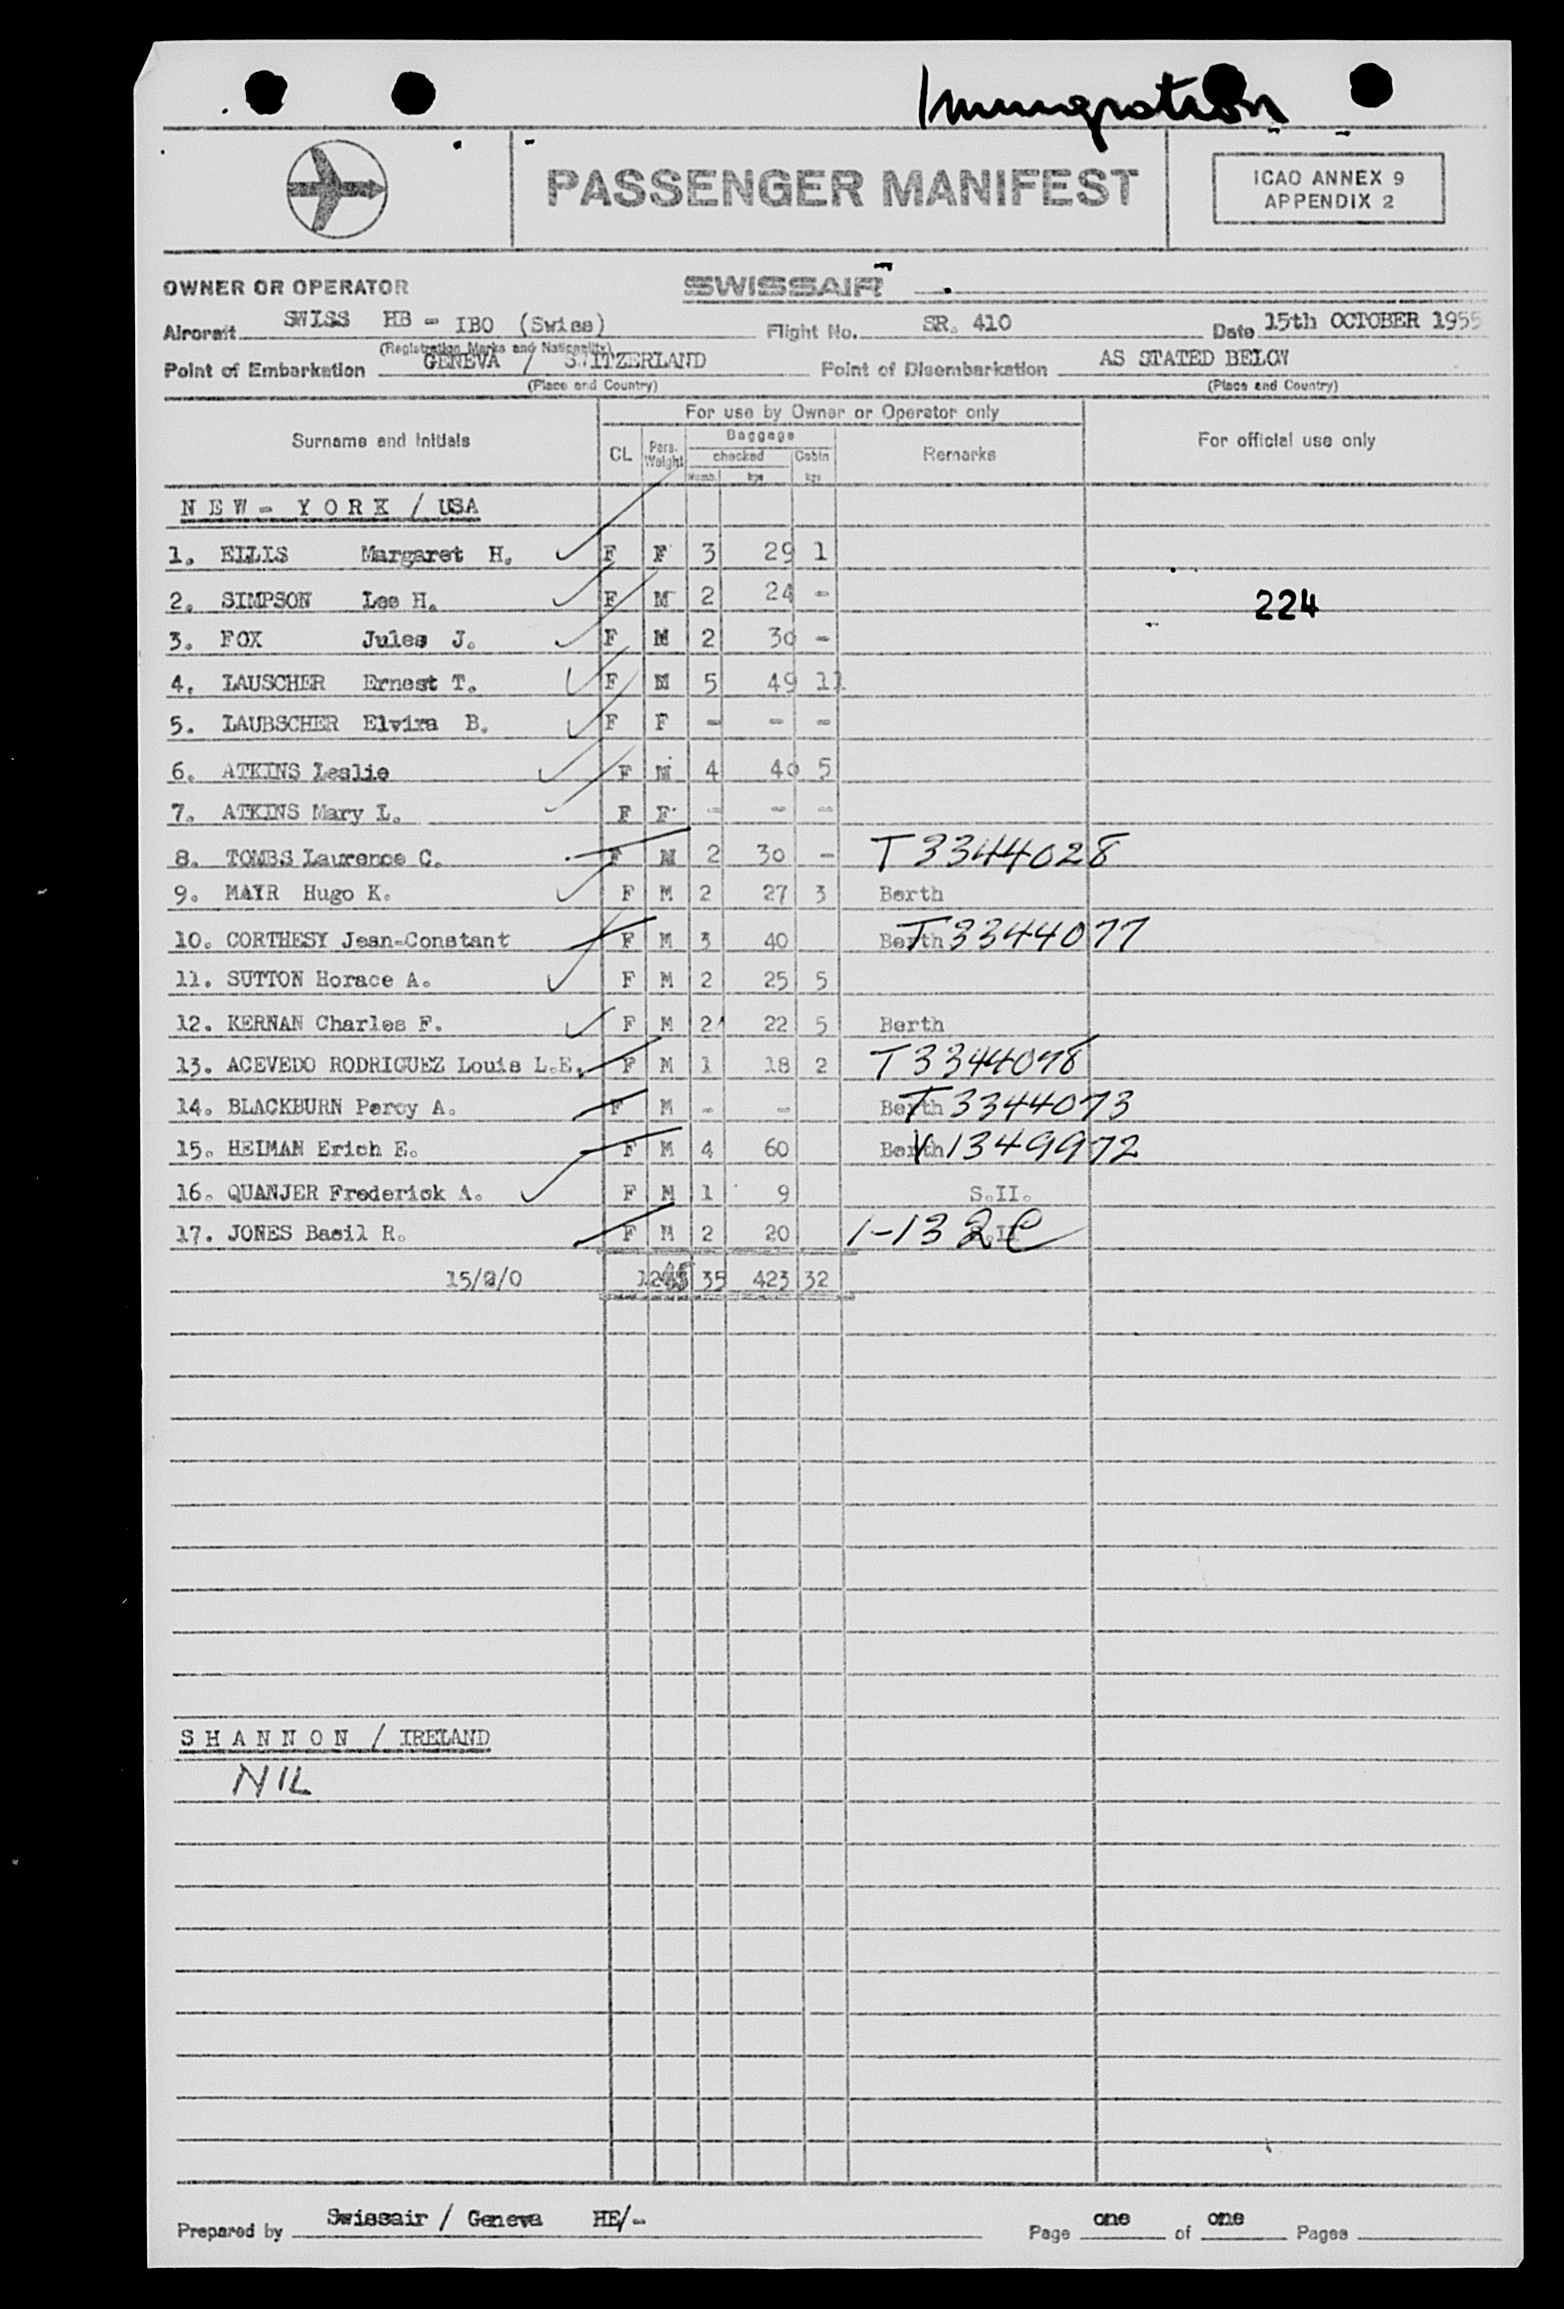 Immigration
PASSENGER MANIFEST
ICAO ANNEX 9
APPENDIX 2
OWNER OR OPERATOR SWISSAIR
Aircraft SWISS HB - IBO (Swiss) Flight No. SR. 410 Date 15th OCTOBER 1955
(Registration Marks and Nationality)
Point of Embarkation GENEVA / SWITZERLAND Point of Disembarkation AS STATED BELOW
(Place and Country) (Place and Country)
For use by Owner or Operator only
Surname and Initials CL Pers. Weight Baggage Remarks For official use only
checked Cabin
Numb. kgs kgs
NEW - YORK / USA
1. ELLIS Margaret H. F F 3 29 1
2. SIMPSON Lee H. F M 2 24 - 224
3. FOX Jules J. F M 2 30 -
4. LAUSCHER Ernest T. F M 5 49 11
5. LAUBSCHER Elvira B. F F - - -
6. ATKINS Leslie F M 4 40 5
7. ATKINS Mary L. F F - - -
8. TOMBS Laurence C. F M 2 30 - T3344028
9. MAYR Hugo K. F M 2 27 3 Berth
10. CORTHESY Jean-Constant F M 3 40 Berth T3344077
11. SUTTON Horace A. F M 2 25 5
12. KERNAN Charles F. F M 2 22 5 Berth
13. ACEVEDO RODRIGUEZ Louis L.E. F M 1 18 2 T3344078
14. BLACKBURN Percy A. F M - - Berth T3344073
15. HEIMAN Erich E. F M 4 60 Berth V1349972
16. QUANJER Frederick A. F M 1 9 S.II.
17. JONES Basil R. F M 2 20 1-132C
15/2/0 35 423 32
SHANNON / IRELAND
NIL
Prepared by Swissair / Geneva HE/- Page one of one Pages